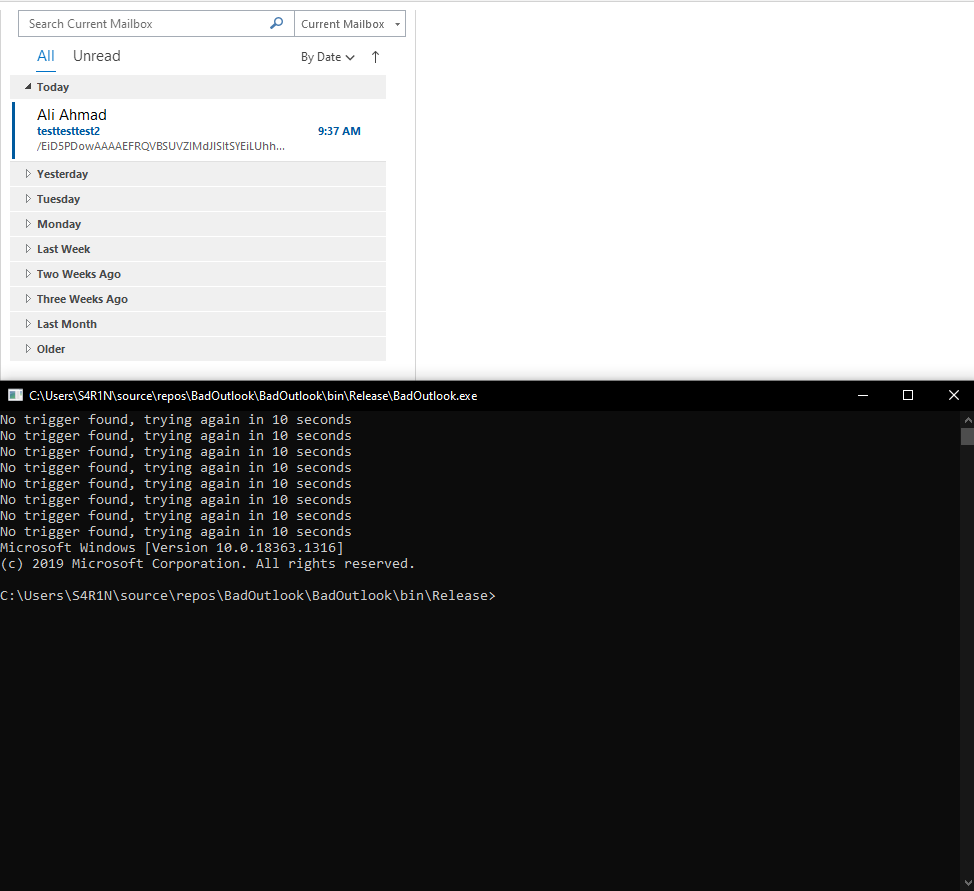 Search Current Mailbox Current Mailbox
All Unread By Date
Today
Ali Ahmad
testtesttest2 9:37 AM
/EiD5PDowAAAAEFRQVBSUVZIMdJlSItSYEiLUhh...
Yesterday
Tuesday
Monday
Last Week
Two Weeks Ago
Three Weeks Ago
Last Month
Older
C:\Users\S4R1N\source\repos\BadOutlook\BadOutlook\bin\Release\BadOutlook.exe
No trigger found, trying again in 10 seconds
No trigger found, trying again in 10 seconds
No trigger found, trying again in 10 seconds
No trigger found, trying again in 10 seconds
No trigger found, trying again in 10 seconds
No trigger found, trying again in 10 seconds
No trigger found, trying again in 10 seconds
No trigger found, trying again in 10 seconds
Microsoft Windows [Version 10.0.18363.1316]
(c) 2019 Microsoft Corporation. All rights reserved.
C:\Users\S4R1N\source\repos\BadOutlook\BadOutlook\bin\Release>